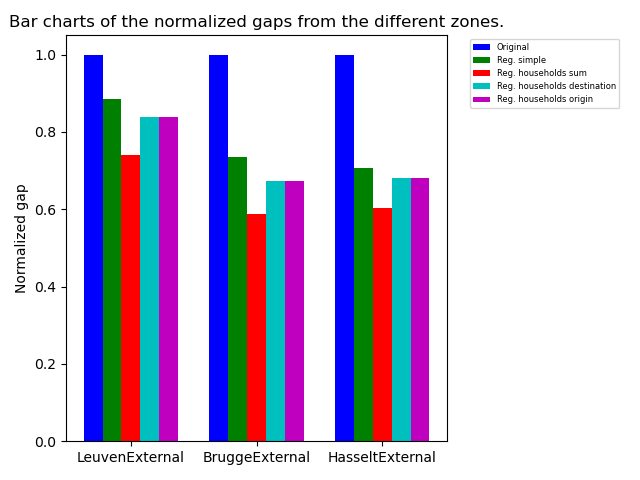 Bar charts of the normalized gaps from the different zones.
Original
Reg. simple
Reg. households sum
Reg. households destination
Reg. households origin
Normalized gap
1.0
0.8
0.6
0.4
0.2
0.0
LeuvenExternal BruggeExternal HasseltExternal